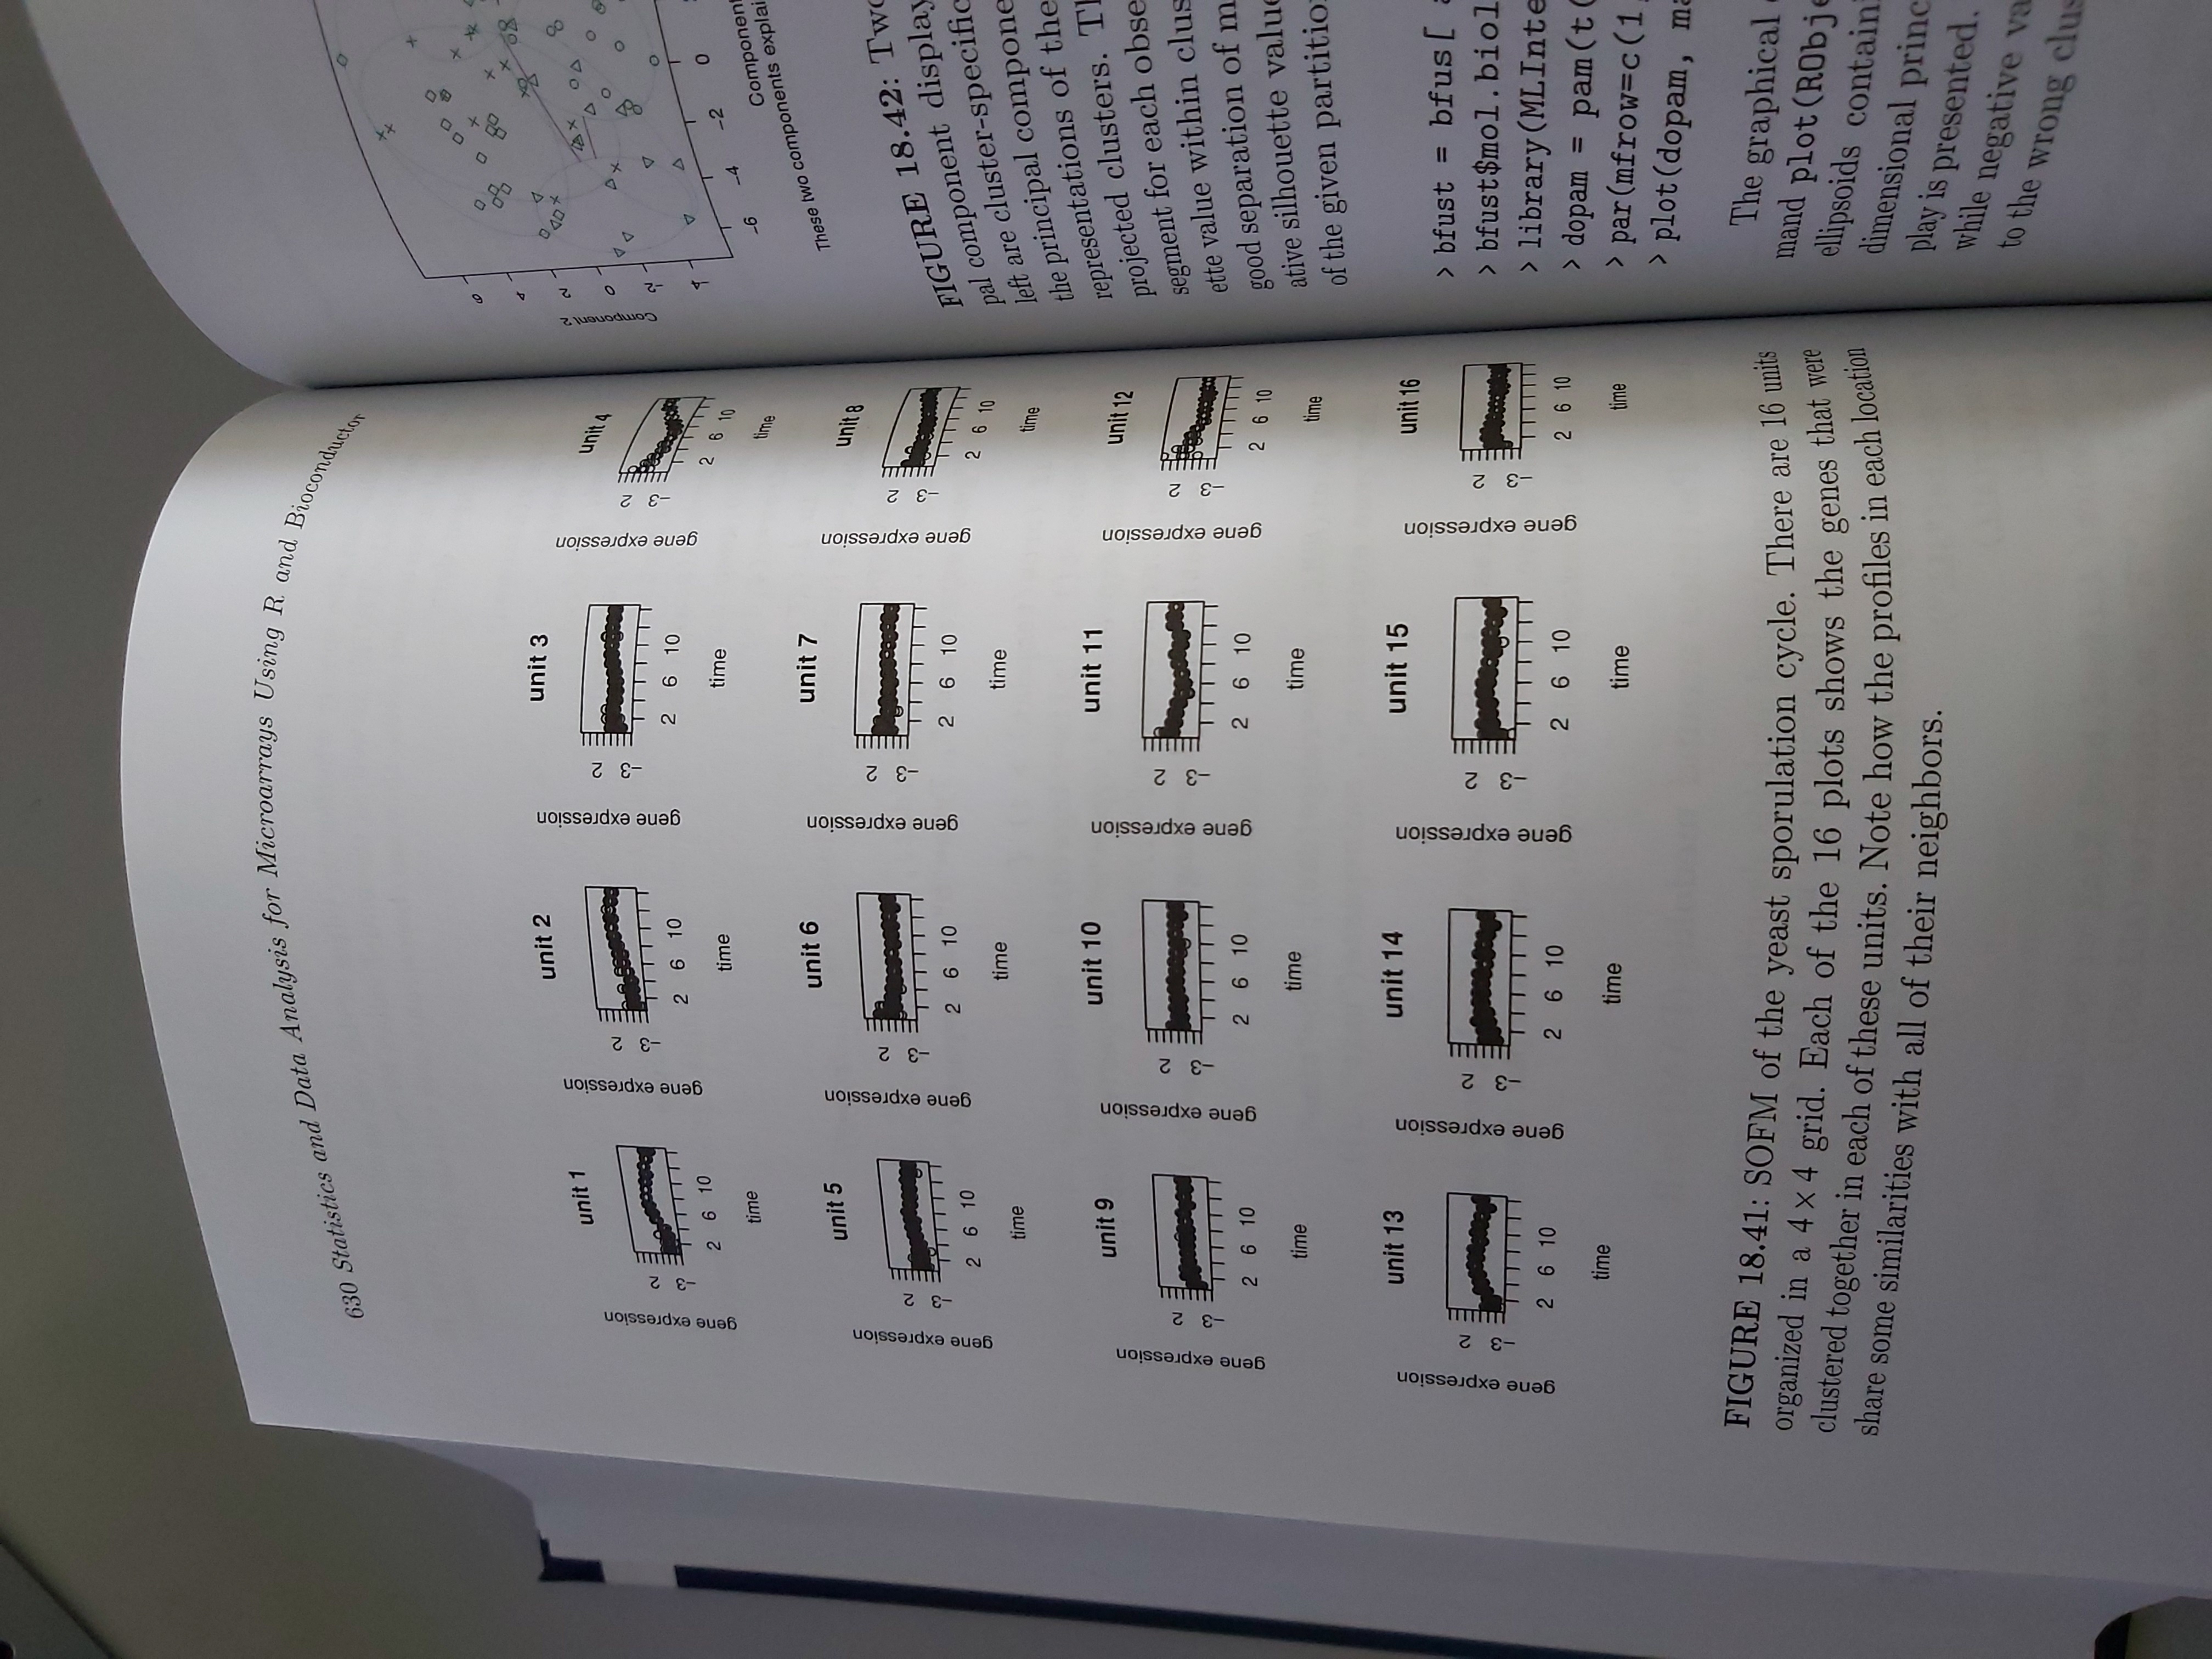 630 Statistics and Data Analysis for Microarrays Using R and Bioconductor
unit 1
gene expression
−3 2
2 6 10
time
unit 2
gene expression
−3 2
2 6 10
time
unit 3
gene expression
−3 2
2 6 10
time
unit 4
gene expression
−3 2
2 6 10
time
unit 5
gene expression
−3 2
2 6 10
time
unit 6
gene expression
−3 2
2 6 10
time
unit 7
gene expression
−3 2
2 6 10
time
unit 8
gene expression
−3 2
2 6 10
time
unit 9
gene expression
−3 2
2 6 10
time
unit 10
gene expression
−3 2
2 6 10
time
unit 11
gene expression
−3 2
2 6 10
time
unit 12
gene expression
−3 2
2 6 10
time
unit 13
gene expression
−3 2
2 6 10
time
unit 14
gene expression
−3 2
2 6 10
time
unit 15
gene expression
−3 2
2 6 10
time
unit 16
gene expression
−3 2
2 6 10
time
FIGURE 18.41: SOFM of the yeast sporulation cycle. There are 16 units
organized in a 4 × 4 grid. Each of the 16 plots shows the genes that were
clustered together in each of these units. Note how the profiles in each location
share some similarities with all of their neighbors.
Component 2
−4 −2 0 2 4 6
−6 −4 −2 0
Component
These two components
FIGURE 18.42:
pal component
left are cluster-specific
the principal
representations of the
projected clusters.
segment for each
ette value within
good separation of
ative silhouette
of the given
> bfust = bfus[
> bfust$mol.biol
> library(MLInte
> dopam = pam(t(
> par(mfrow=c(1
> plot(dopam,
The graphical
mand plot(RObje
ellipsoids
dimensional
play is presented.
while negative
to the wrong